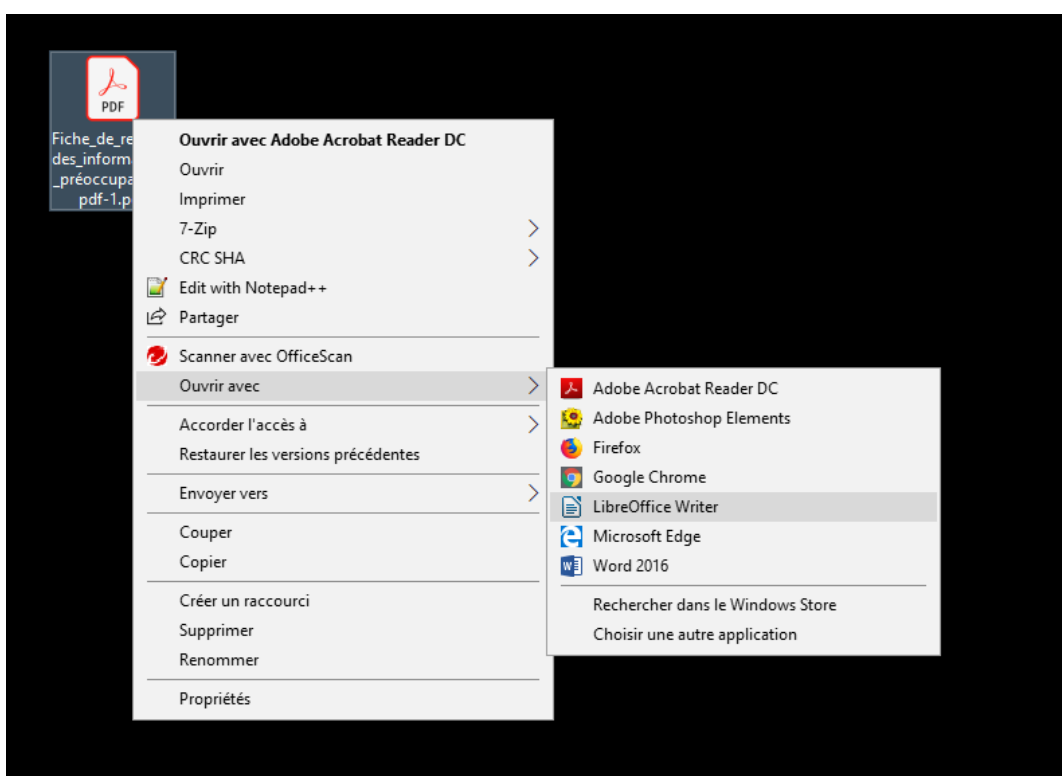 PDF
Fiche_de_re
des_inform
_préoccupa
pdf-1.p
Ouvrir avec Adobe Acrobat Reader DC
Ouvrir
Imprimer
7-Zip
CRC SHA
Edit with Notepad++
Partager
Scanner avec OfficeScan
Ouvrir avec
Accorder l'accès à
Restaurer les versions précédentes
Envoyer vers
Couper
Copier
Créer un raccourci
Supprimer
Renommer
Propriétés
Adobe Acrobat Reader DC
Adobe Photoshop Elements
Firefox
Google Chrome
LibreOffice Writer
Microsoft Edge
Word 2016
Rechercher dans le Windows Store
Choisir une autre application